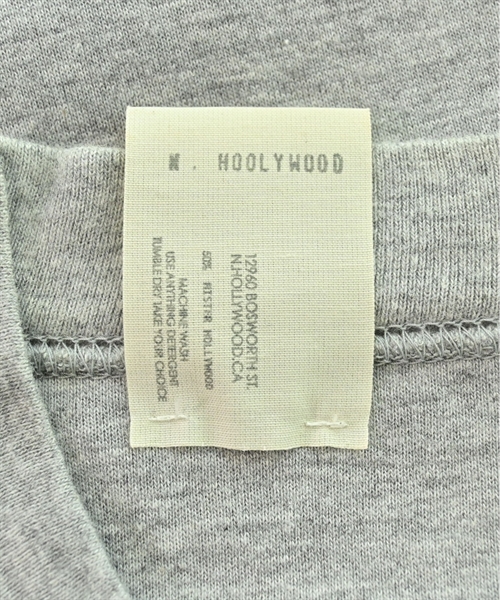 N. HOOLYWOOD
12960 BOSWORTH ST.
N.HOLLYWOOD.CA
60% MISTER HOLLYWOOD
MACHINE WASH
USE ANYTHING DETERGENT
TUMBLE DRY TAKE YOUR CHOICE